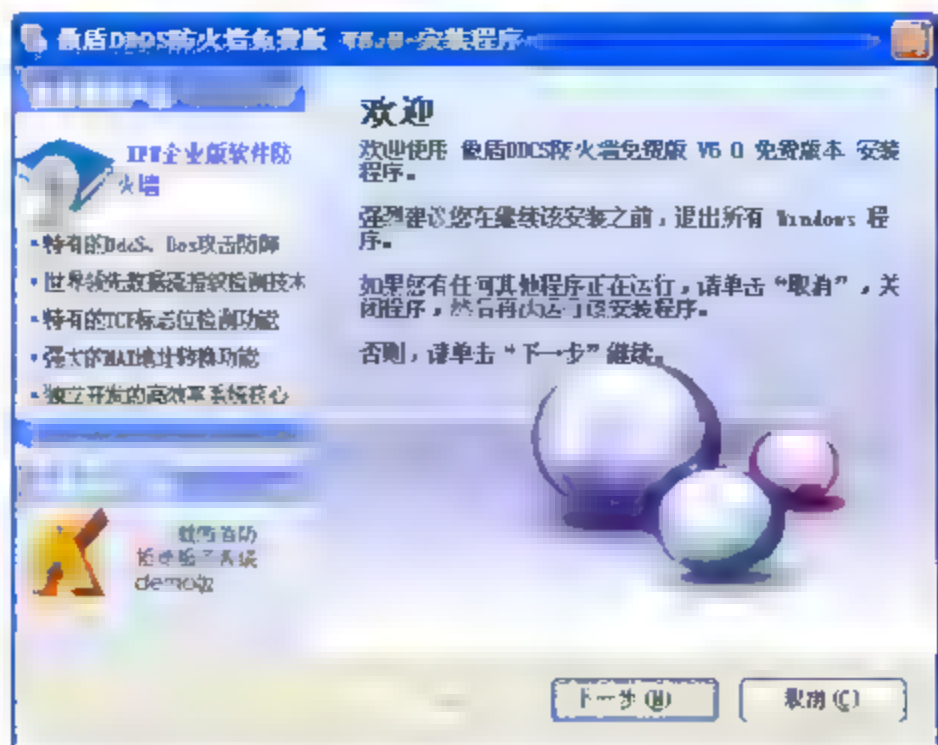 盾DDOS防火墙免费版 安装程序
企业版软件防
火墙
特有的DdoS、Dos攻击防御
世界领先数据流指纹检测技术
特有的TCP标志位检测功能
强大的NAT地址转换功能
独立开发的高效率系统核心
demo版
欢迎
欢迎使用 盾DDOS防火墙免费版 V6.0 免费版本 安装
程序。
强烈建议您在继续该安装之前，退出所有 Windows 程
序。
如果您有任何其他程序正在运行，请单击“取消”，关
闭程序，然后再次运行该安装程序。
否则，请单击“下一步”继续。
下一步(N)
取消(C)